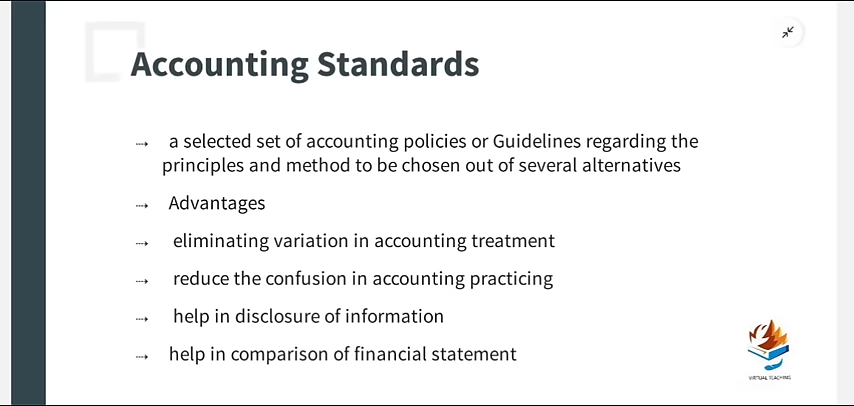 Accounting Standards
a selected set of accounting policies or Guidelines regarding the
principles and method to be chosen out of several alternatives
Advantages
eliminating variation in accounting treatment
reduce the confusion in accounting practicing
help in disclosure of information
help in comparison of financial statement
VIRTUAL TEACHING